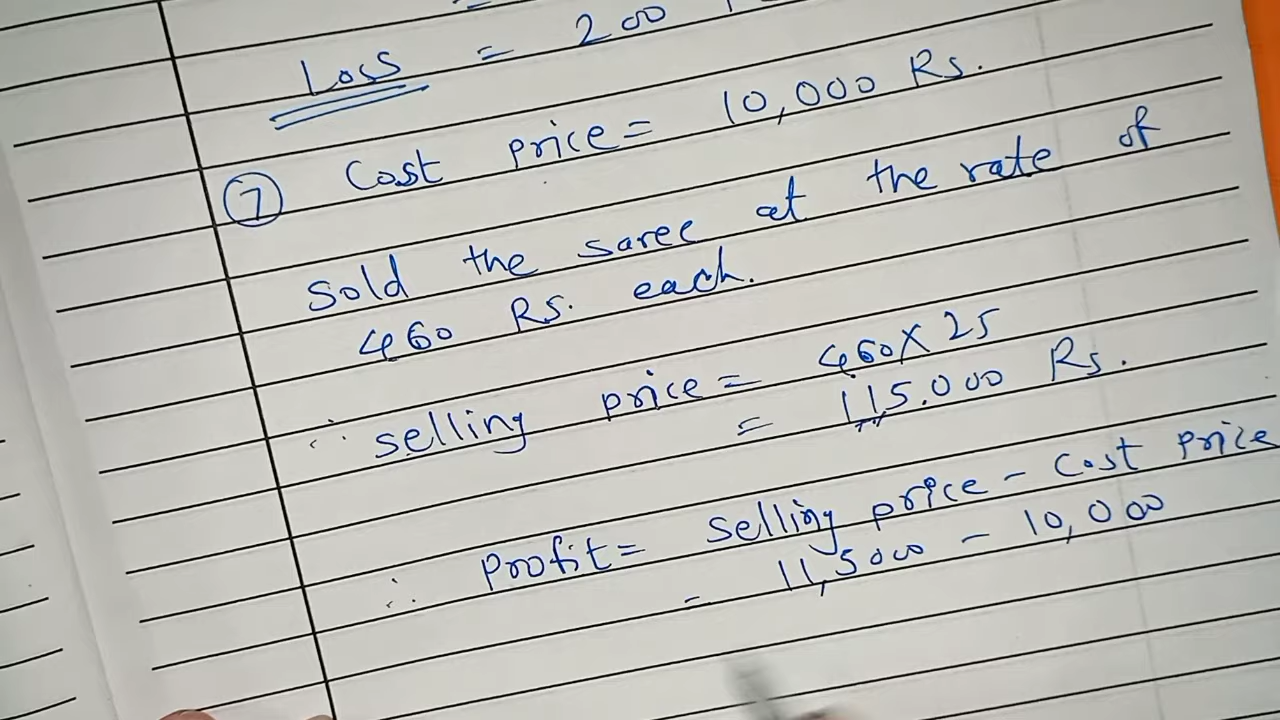 Loss = 200
7 Cost price = 10,000 Rs.
Sold the saree at the rate of
460 Rs. each.
∴ selling price = 460 X 25
= 115.000 Rs.
∴ Profit = Selling price - Cost price
= 11,5000 - 10,000